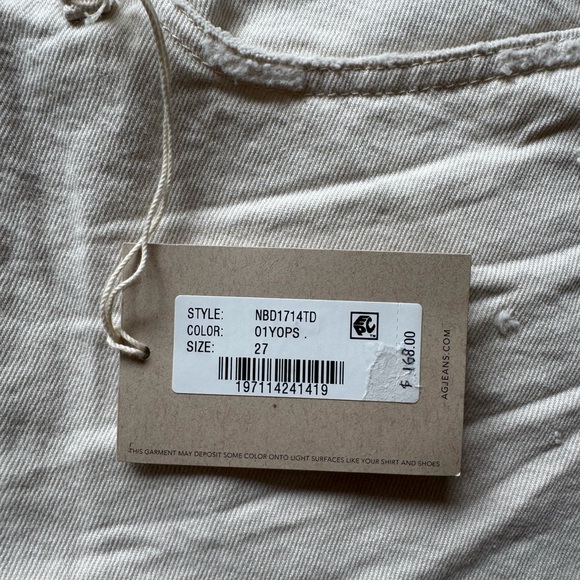 STYLE: NBD1714TD
COLOR: 01YOPS .
SIZE: 27
197114241419
$ 168.00
AGJEANS.COM
THIS GARMENT MAY DEPOSIT SOME COLOR ONTO LIGHT SURFACES LIKE YOUR SHIRT AND SHOES